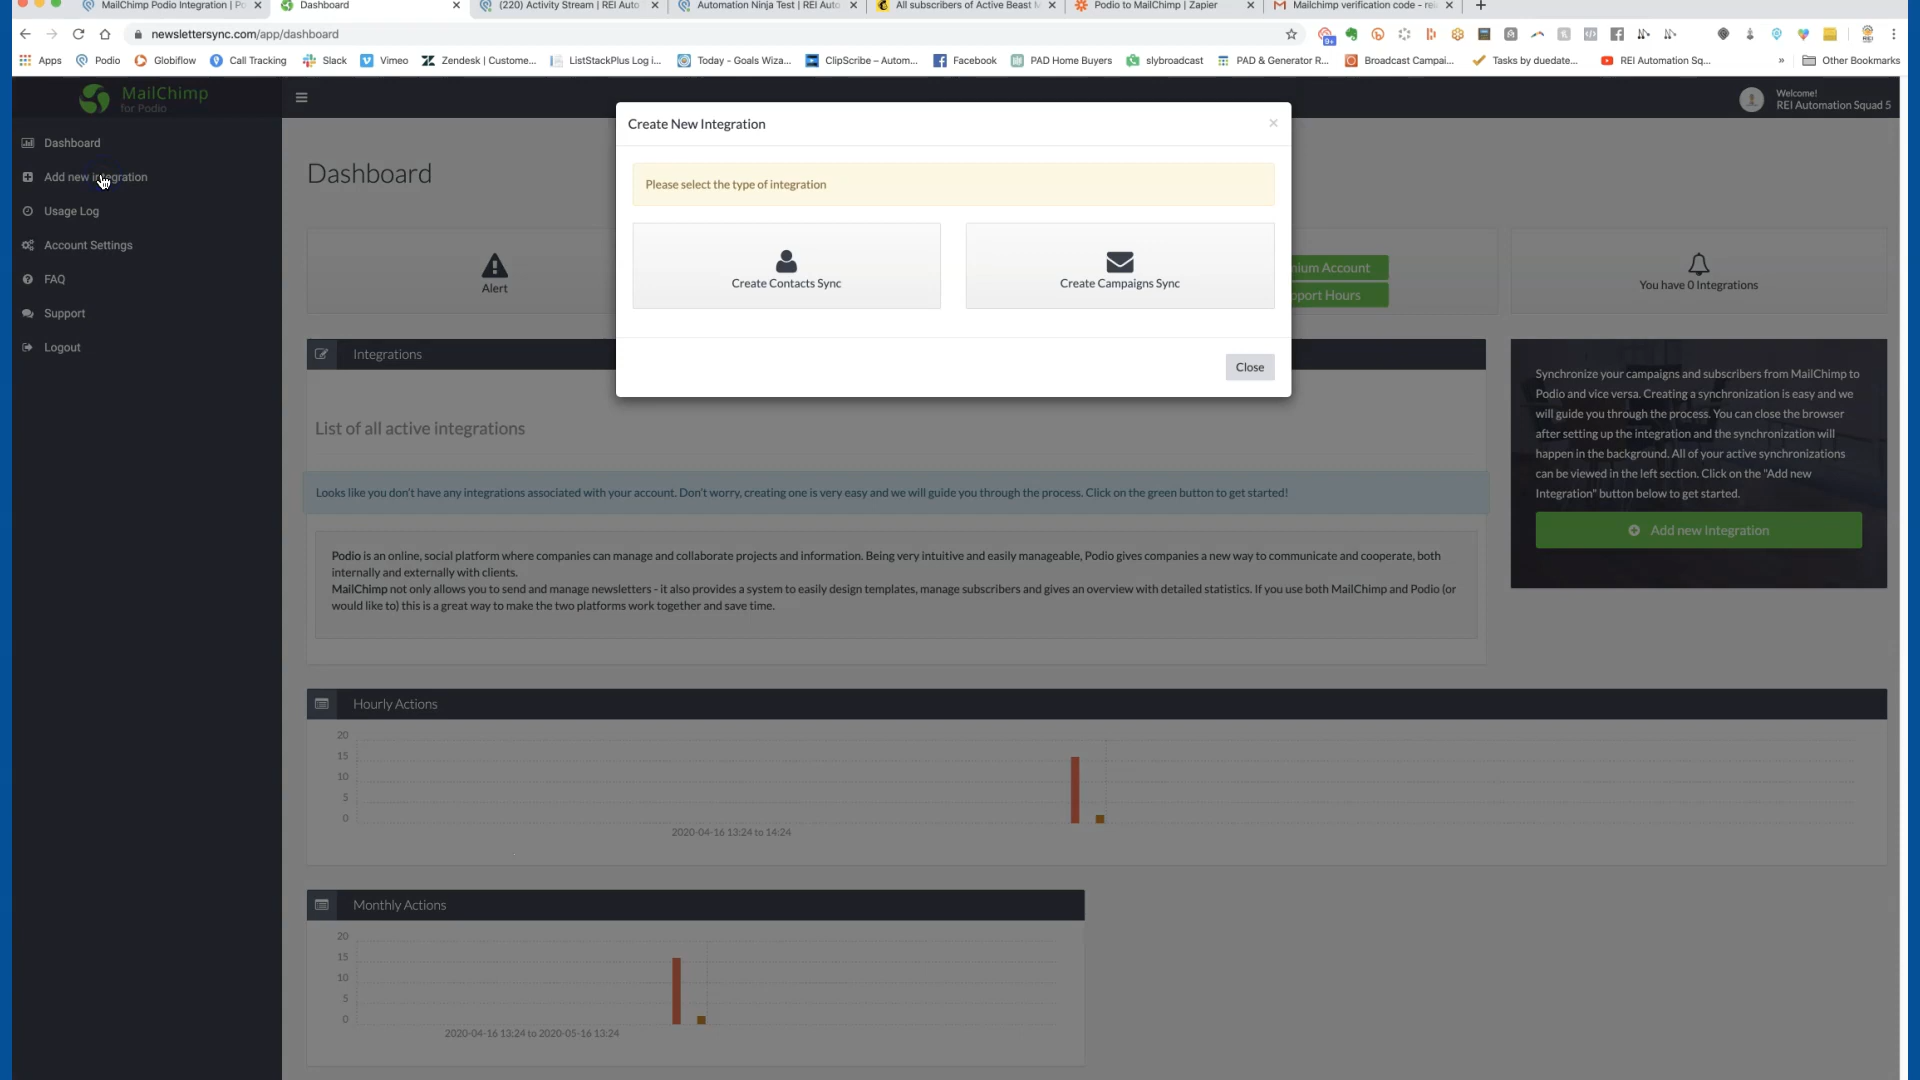 MailChimp Podio Integration | Po
Dashboard
(220) Activity Stream | REI Auto
Automation Ninja Test | REI Auto
All subscribers of Active Beast M
Podio to MailChimp | Zapier
Mailchimp verification code - rei
newslettersync.com/app/dashboard
9+
Apps
Podio
Globiflow
Call Tracking
Slack
Vimeo
Zendesk | Custome...
ListStackPlus Log i...
Today - Goals Wiza...
ClipScribe – Autom...
Facebook
PAD Home Buyers
slybroadcast
PAD & Generator R...
Broadcast Campai...
Tasks by duedate...
REI Automation Sq...
»
Other Bookmarks
MailChimp
for Podio
Welcome!
REI Automation Squad 5
Dashboard
Add new integration
Usage Log
Account Settings
FAQ
Support
Logout
Create New Integration
×
Please select the type of integration
Create Contacts Sync
Create Campaigns Sync
Close
Dashboard
Alert
nium Account
pport Hours
You have 0 Integrations
Integrations
List of all active integrations
Looks like you don't have any integrations associated with your account. Don't worry, creating one is very easy and we will guide you through the process. Click on the green button to get started!
Podio is an online, social platform where companies can manage and collaborate projects and information. Being very intuitive and easily manageable, Podio gives companies a new way to communicate and cooperate, both
internally and externally with clients.
MailChimp not only allows you to send and manage newsletters - it also provides a system to easily design templates, manage subscribers and gives an overview with detailed statistics. If you use both MailChimp and Podio (or
would like to) this is a great way to make the two platforms work together and save time.
Synchronize your campaigns and subscribers from MailChimp to
Podio and vice versa. Creating a synchronization is easy and we
will guide you through the process. You can close the browser
after setting up the integration and the synchronization will
happen in the background. All of your active synchronizations
can be viewed in the left section. Click on the "Add new
Integration" button below to get started.
Add new Integration
Hourly Actions
20
15
10
5
0
2020-04-16 13:24 to 14:24
Monthly Actions
20
15
10
5
0
2020-04-16 13:24 to 2020-05-16 13:24